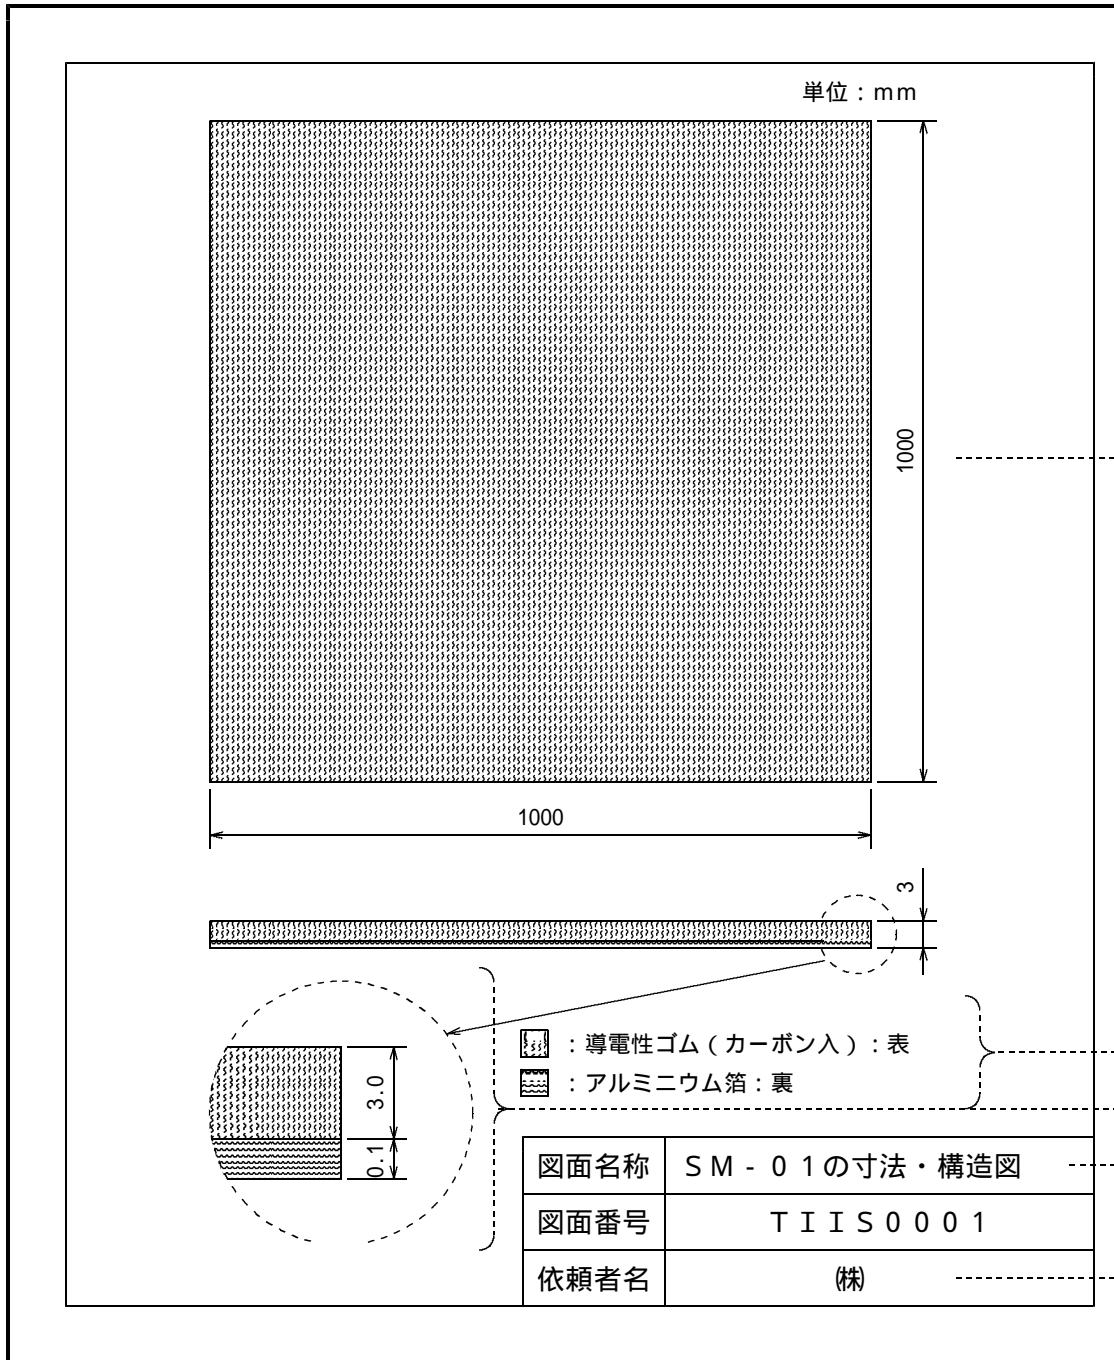 単位：ｍｍ
1000
1000
3
：導電性ゴム（カーボン入）：表
：アルミニウム箔：裏
3.0
0.1
図面名称 ＳＭ-０１の寸法・構造図
図面番号 ＴＩＩＳ０００１
依頼者名 ㈱